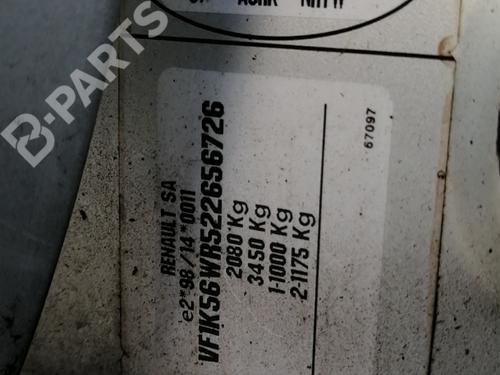 RENAULT SA
e2*98/14*0011
VF1K56WR522656726
2080 Kg
3450 Kg
1-1000 Kg
2-1175 Kg
67097
B-PARTS